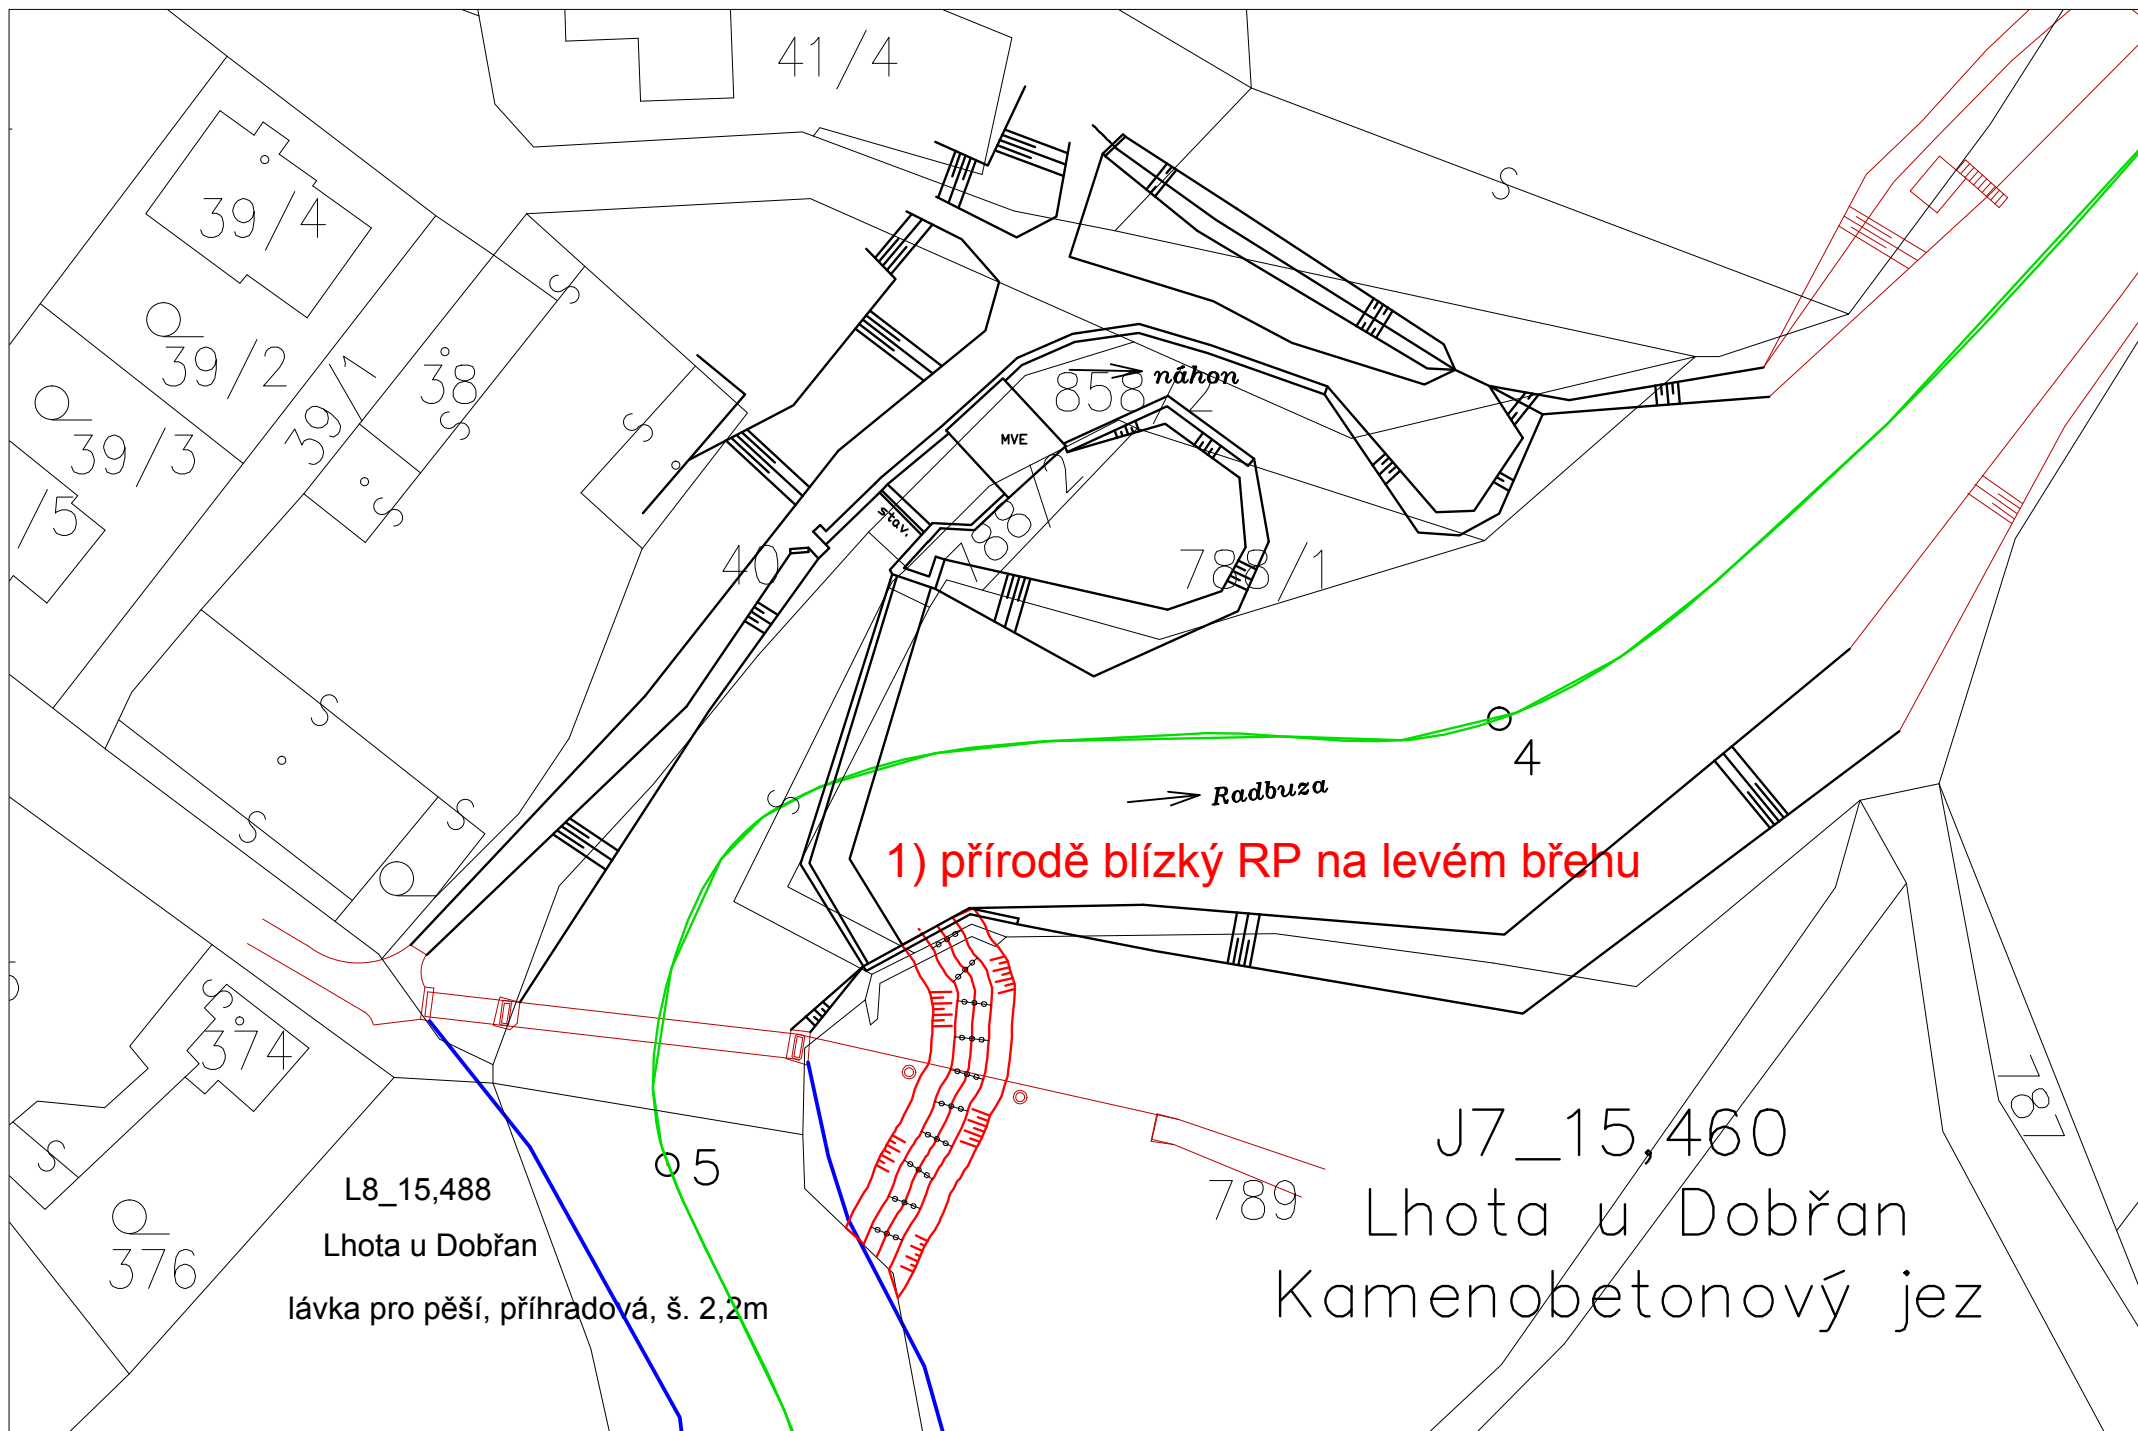 41/4
39/4
39/2
39/1
38
39/3
/5
858
náhon
MVE
stav.
788/2
788/1
40
4
Radbuza
1) přírodě blízký RP na levém břehu
374
5
L8_15,488
Lhota u Dobřan
lávka pro pěší, příhradová, š. 2,2m
376
789
787
J7_15,460
Lhota u Dobřan
Kamenobetonový jez